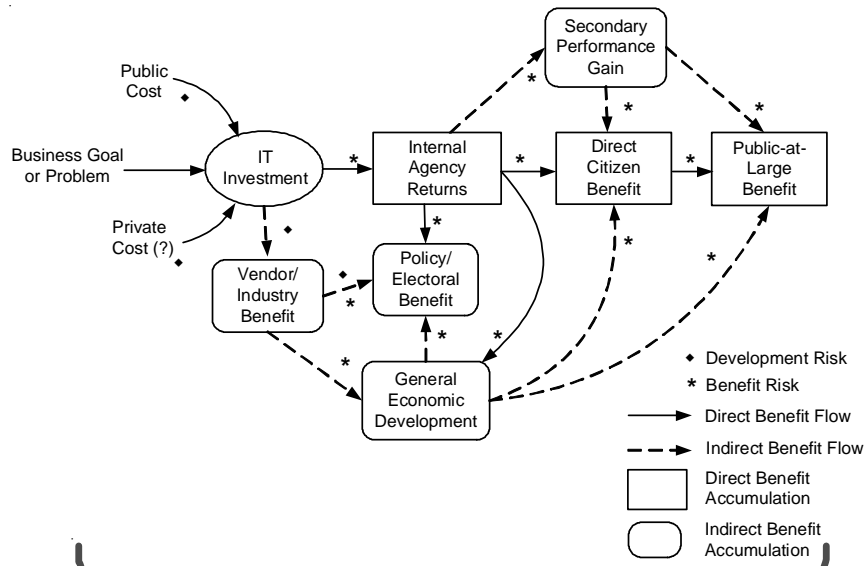 Secondary
Performance
Gain
Public
Cost
Business Goal
or Problem
IT
Investment
Internal
Agency
Returns
Direct
Citizen
Benefit
Public-at-
Large
Benefit
Private
Cost (?)
Vendor/
Industry
Benefit
Policy/
Electoral
Benefit
General
Economic
Development
Development Risk
* Benefit Risk
Direct Benefit Flow
Indirect Benefit Flow
Direct Benefit
Accumulation
Indirect Benefit
Accumulation